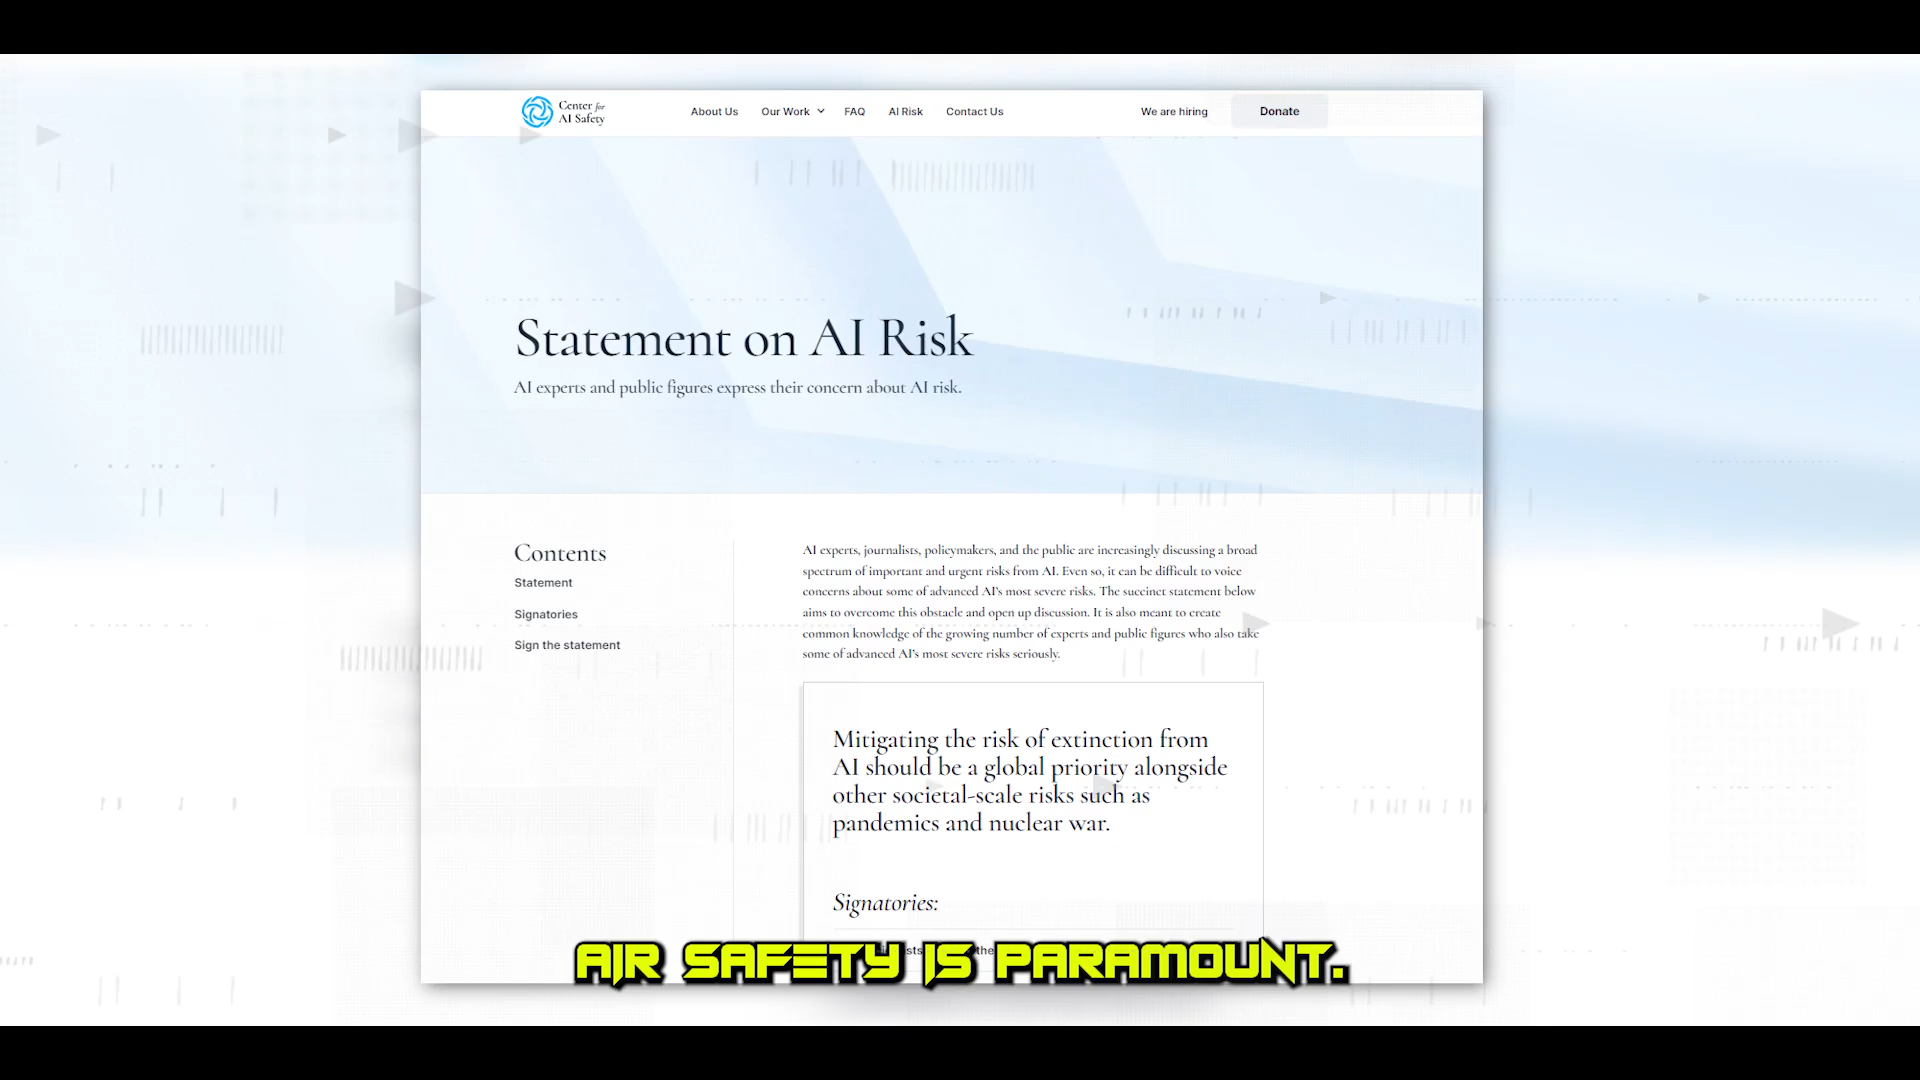 Center for
AI Safety
About Us
Our Work
FAQ
AI Risk
Contact Us
We are hiring
Donate
Statement on AI Risk
AI experts and public figures express their concern about AI risk.
Contents
Statement
Signatories
Sign the statement
AI experts, journalists, policymakers, and the public are increasingly discussing a broad
spectrum of important and urgent risks from AI. Even so, it can be difficult to voice
concerns about some of advanced AI's most severe risks. The succinct statement below
aims to overcome this obstacle and open up discussion. It is also meant to create
common knowledge of the growing number of experts and public figures who also take
some of advanced AI's most severe risks seriously.
Mitigating the risk of extinction from
AI should be a global priority alongside
other societal-scale risks such as
pandemics and nuclear war.
Signatories:
AIR SAFETY IS PARAMOUNT.